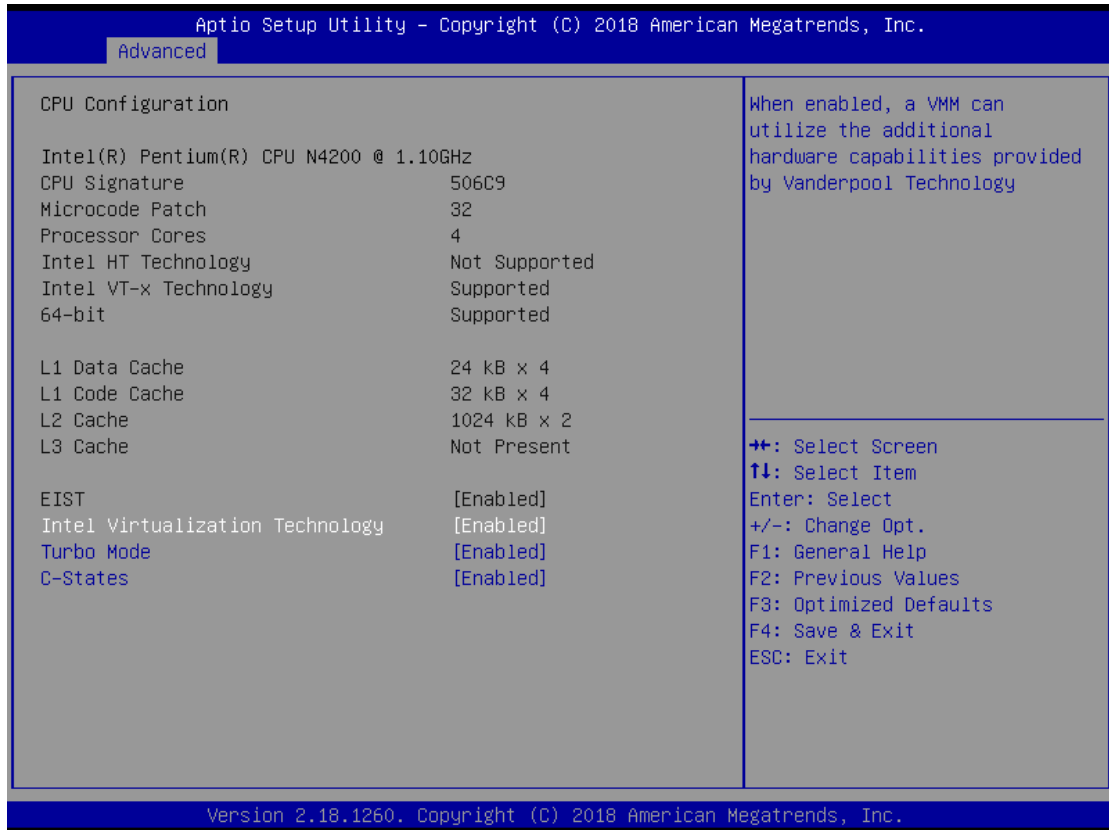 Aptio Setup Utility – Copyright (C) 2018 American Megatrends, Inc.
Advanced
CPU Configuration
Intel(R) Pentium(R) CPU N4200 @ 1.10GHz
CPU Signature 506C9
Microcode Patch 32
Processor Cores 4
Intel HT Technology Not Supported
Intel VT-x Technology Supported
64-bit Supported
L1 Data Cache 24 kB x 4
L1 Code Cache 32 kB x 4
L2 Cache 1024 kB x 2
L3 Cache Not Present
EIST [Enabled]
Intel Virtualization Technology [Enabled]
Turbo Mode [Enabled]
C-States [Enabled]
When enabled, a VMM can
utilize the additional
hardware capabilities provided
by Vanderpool Technology
→←: Select Screen
↑↓: Select Item
Enter: Select
+/-: Change Opt.
F1: General Help
F2: Previous Values
F3: Optimized Defaults
F4: Save & Exit
ESC: Exit
Version 2.18.1260. Copyright (C) 2018 American Megatrends, Inc.